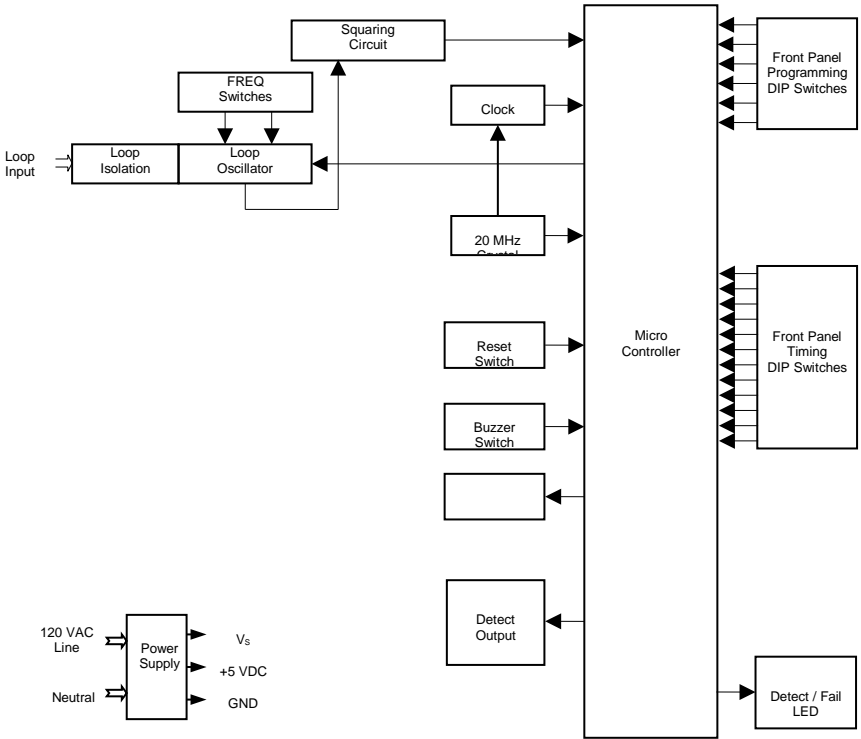 Squaring
Circuit
Front Panel
Programming
DIP Switches
FREQ
Switches
Clock
Loop
Input
Loop
Isolation
Loop
Oscillator
20 MHz
Crystal
Micro
Controller
Front Panel
Timing
DIP Switches
Reset
Switch
Buzzer
Switch
Detect
Output
120 VAC
Line
Power
Supply
VS
+5 VDC
Neutral
GND
Detect / Fail
LED